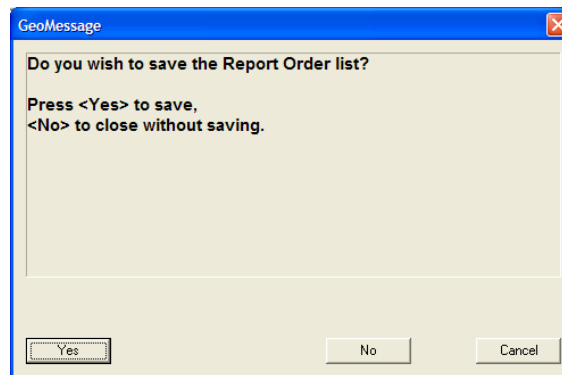 GeoMessage
Do you wish to save the Report Order list?
Press <Yes> to save,
<No> to close without saving.
Yes
No
Cancel